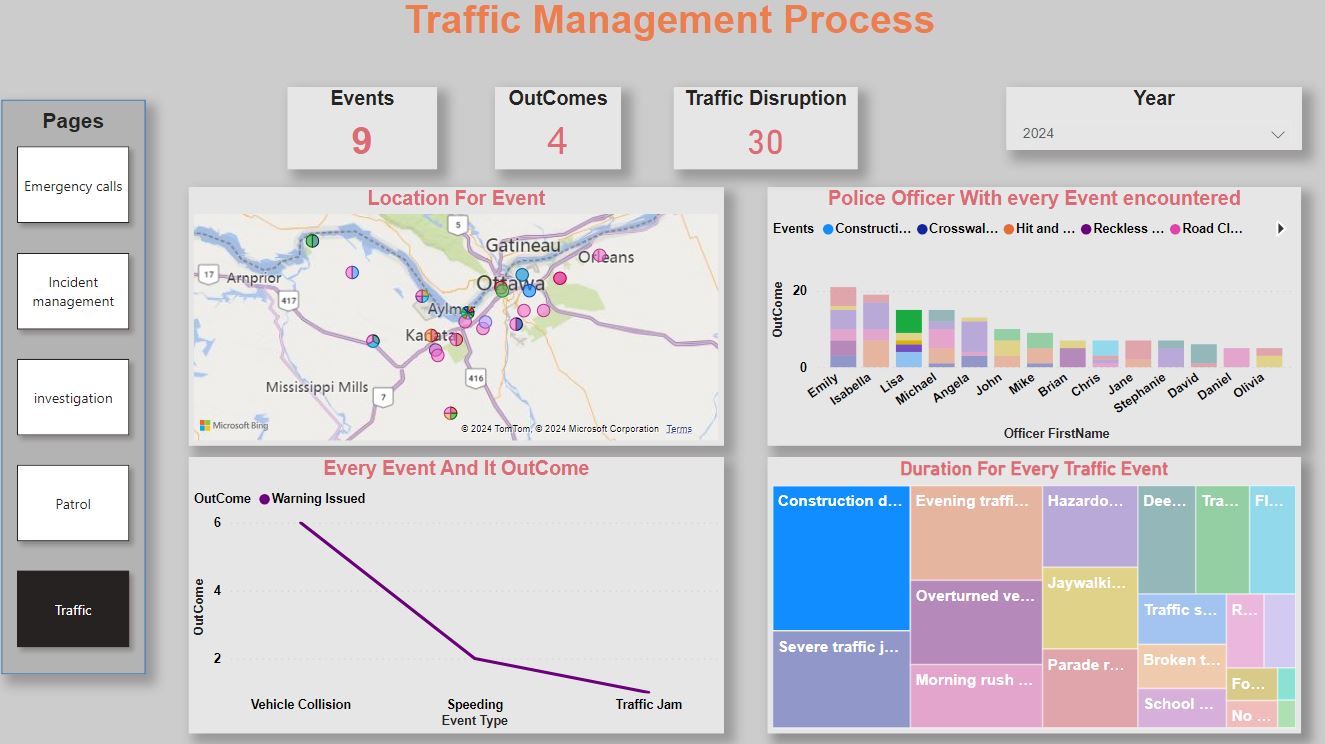 Traffic Management Process
Pages
Emergency calls
Incident
management
investigation
Patrol
Traffic
Events
9
OutComes
4
Traffic Disruption
30
Year
2024
Location For Event
5
Gatineau
Orleans
17
Arnprior
417
Ottawa
Aylm
Kanata
416
Mississippi Mills
7
Microsoft Bing
© 2024 TomTom, © 2024 Microsoft Corporation Terms
Police Officer With every Event encountered
Events Constructi... Crosswal... Hit and ... Reckless ... Road Cl...
OutCome
20
0
Emily
Isabella
Lisa
Michael
Angela
John
Mike
Brian
Chris
Jane
Stephanie
David
Daniel
Olivia
Officer FirstName
Every Event And It OutCome
OutCome Warning Issued
OutCome
6
4
2
Vehicle Collision
Speeding
Traffic Jam
Event Type
Duration For Every Traffic Event
Construction d...
Severe traffic j...
Evening traffi...
Overturned ve...
Morning rush ...
Hazardo...
Jaywalki...
Parade r...
Dee...
Tra...
Fl...
Traffic s...
Broken t...
School ...
R...
Fo...
No ...